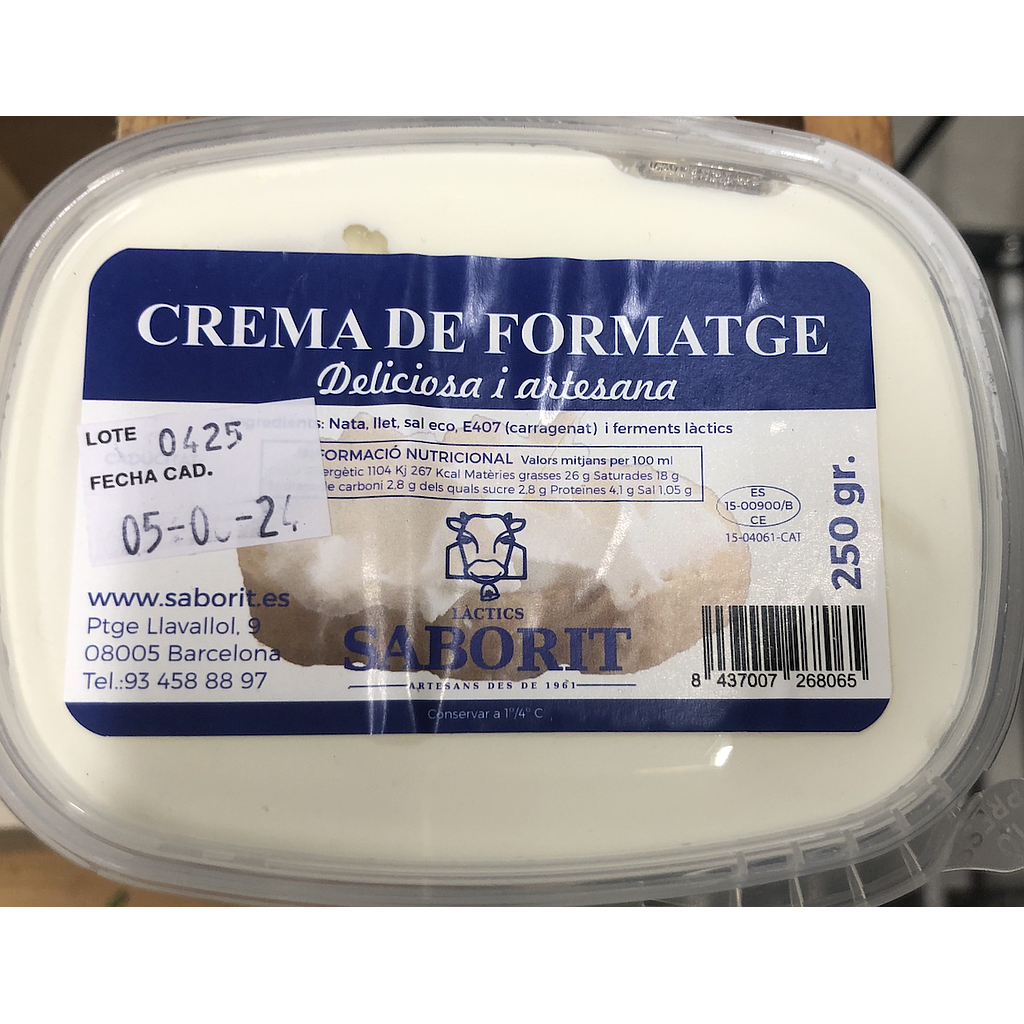 CREMA DE FORMATGE
Deliciosa i artesana
LOTE 0425
FECHA CAD.
Nata, llet, sal eco, E407 (carragenat) i ferments làctics
NUTRICIONAL Valors mitjans per 100 ml
1104 Kj 267 Kcal Matèries grasses 26 g Saturades 18 g
carboni 2,8 g dels quals sucre 2,8 g Proteïnes 4,1 g Sal 1,05 g
ES
15-00900/B
CE
15-04061-CAT
250 gr.
www.saborit.es
Ptge Llavallol, 9
08005 Barcelona
Tel.:93 458 88 97
LÀCTICS
SABORIT
ARTESANS DES DE 1961
8 437007 268065
Conservar a 1º/4º C